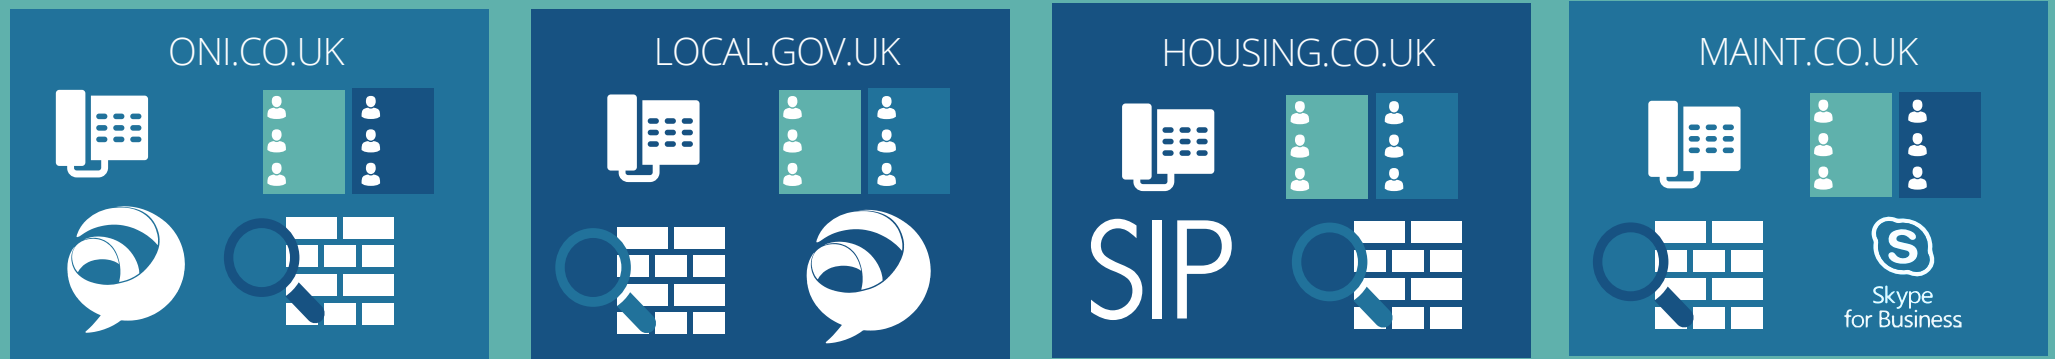 ONI.CO.UK
LOCAL.GOV.UK
HOUSING.CO.UK
SIP
MAINT.CO.UK
S
Skype
for Business